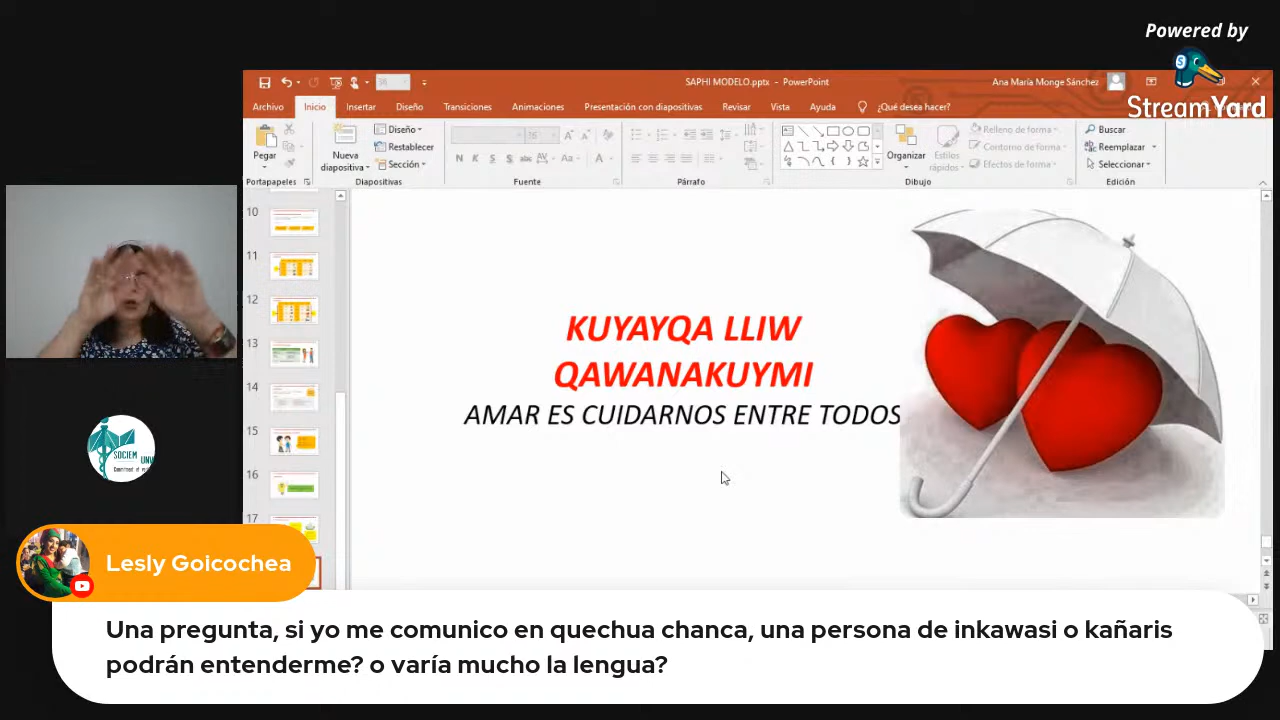 Powered by
StreamYard
SAPHI MODELO.pptx - PowerPoint
Ana María Monge Sánchez
Archivo Inicio Insertar Diseño Transiciones Animaciones Presentación con diapositivas Revisar Vista Ayuda ¿Qué desea hacer?
Pegar
Nueva
diapositiva
Diseño
Restablecer
Sección
N K S S abc AV Aa A
Organizar
Estilos
rápidos
Relleno de forma
Contorno de forma
Efectos de forma
Buscar
Reemplazar
Seleccionar
Portapapeles Diapositivas Fuente Párrafo Dibujo Edición
10
11
12
13
14
15
16
17
KUYAYQA LLIW
QAWANAKUYMI
AMAR ES CUIDARNOS ENTRE TODOS
SOCIEM
Lesly Goicochea
Una pregunta, si yo me comunico en quechua chanca, una persona de inkawasi o kañaris
podrán entenderme? o varía mucho la lengua?